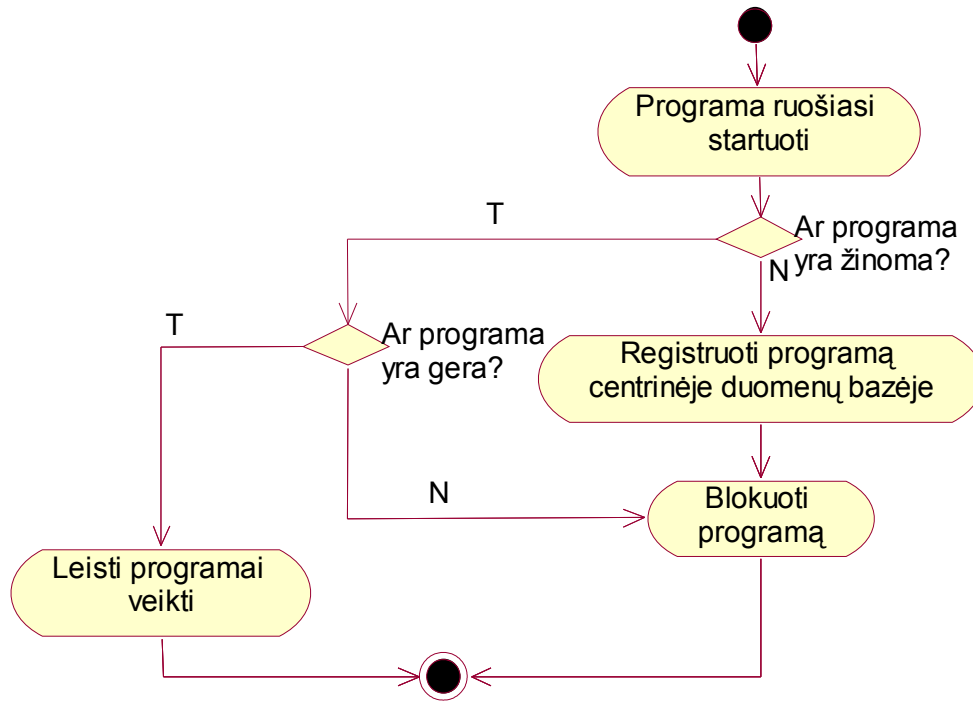 Programa ruošiasi
startuoti
T
Ar programa
yra žinoma?
N
T
Ar programa
yra gera?
Registruoti programą
centrinėje duomenų bazėje
N
Blokuoti
programą
Leisti programai
veikti